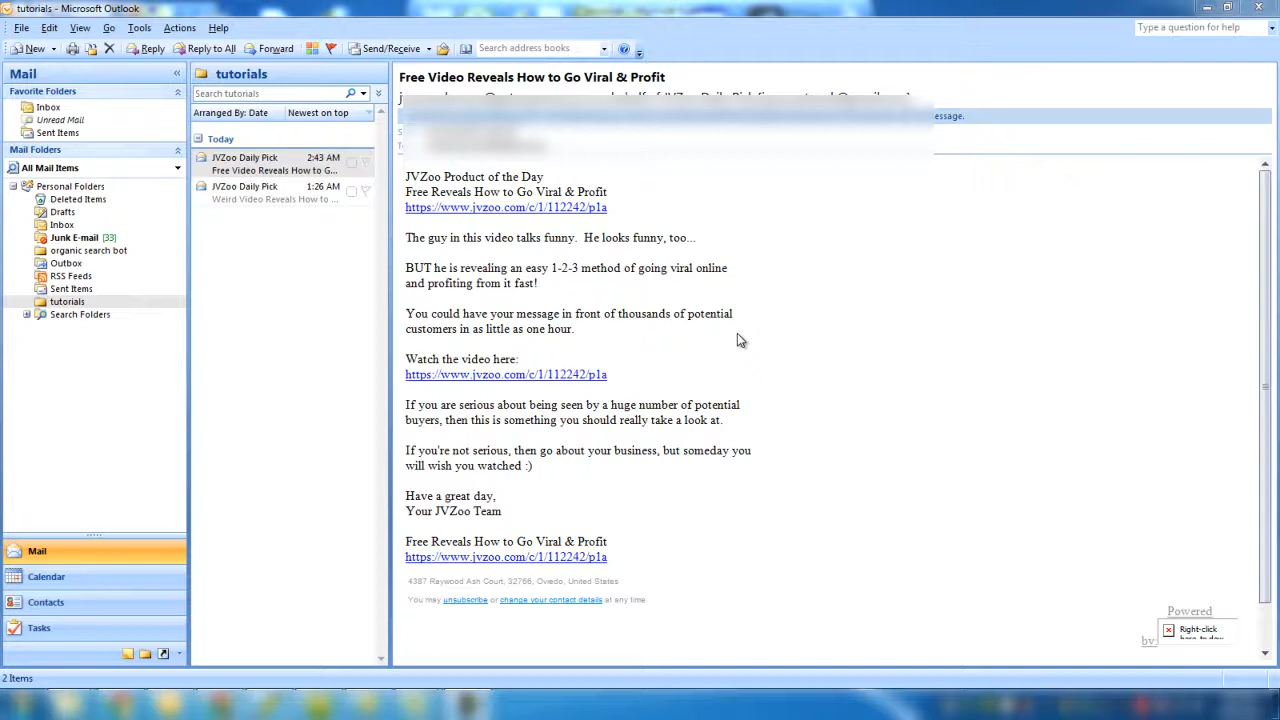 tutorials - Microsoft Outlook
File Edit View Go Tools Actions Help
Type a question for help
New Reply Reply to All Forward Send/Receive Search address books
Mail
Favorite Folders
Inbox
Unread Mail
Sent Items
Mail Folders
All Mail Items
Personal Folders
Deleted Items
Drafts
Inbox
Junk E-mail [33]
organic search bot
Outbox
RSS Feeds
Sent Items
tutorials
Search Folders
Mail
Calendar
Contacts
Tasks
2 Items
tutorials
Search tutorials
Arranged By: Date Newest on top
Today
JVZoo Daily Pick 2:43 AM
Free Video Reveals How to G...
JVZoo Daily Pick 1:26 AM
Weird Video Reveals How to ...
Free Video Reveals How to Go Viral & Profit
JVZoo Product of the Day
Free Reveals How to Go Viral & Profit
https://www.jvzoo.com/c/1/112242/p1a
The guy in this video talks funny. He looks funny, too...
BUT he is revealing an easy 1-2-3 method of going viral online
and profiting from it fast!
You could have your message in front of thousands of potential
customers in as little as one hour.
Watch the video here:
https://www.jvzoo.com/c/1/112242/p1a
If you are serious about being seen by a huge number of potential
buyers, then this is something you should really take a look at.
If you're not serious, then go about your business, but someday you
will wish you watched :)
Have a great day,
Your JVZoo Team
Free Reveals How to Go Viral & Profit
https://www.jvzoo.com/c/1/112242/p1a
4387 Raywood Ash Court, 32766, Oviedo, United States
You may unsubscribe or change your contact details at any time
Powered
by:
Right-click